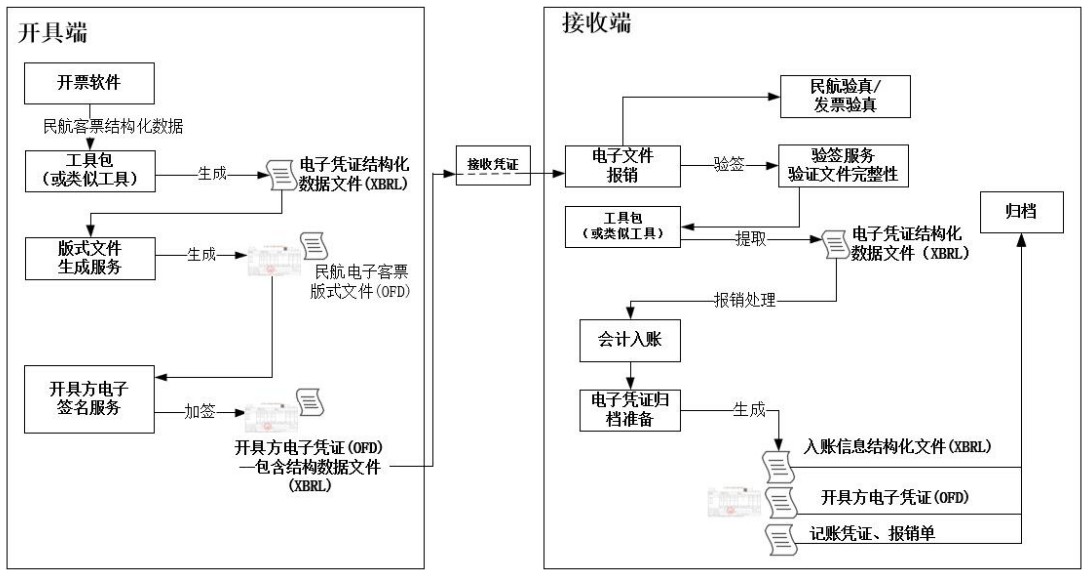 开具端
开票软件
民航客票结构化数据
工具包
（或类似工具）
生成
电子凭证结构化
数据文件(XBRL)
版式文件
生成服务
生成
民航电子客票
版式文件(OFD)
开具方电子
签名服务
加签
开具方电子凭证(OFD)
—包含结构数据文件
(XBRL)
接收凭证
接收端
民航验真/
发票验真
电子文件
报销
验签
验签服务
验证文件完整性
工具包
（或类似工具）
提取
电子凭证结构化
数据文件（XBRL)
归档
报销处理
会计入账
电子凭证归
档准备
生成
入账信息结构化文件(XBRL)
开具方电子凭证(OFD)
记账凭证、报销单